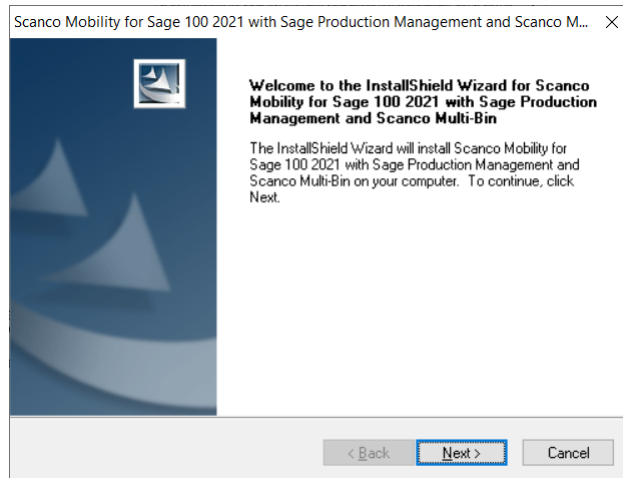 Scanco Mobility for Sage 100 2021 with Sage Production Management and Scanco M...
Welcome to the InstallShield Wizard for Scanco
Mobility for Sage 100 2021 with Sage Production
Management and Scanco Multi-Bin
The InstallShield Wizard will install Scanco Mobility for
Sage 100 2021 with Sage Production Management and
Scanco Multi-Bin on your computer. To continue, click
Next.
< Back
Next >
Cancel